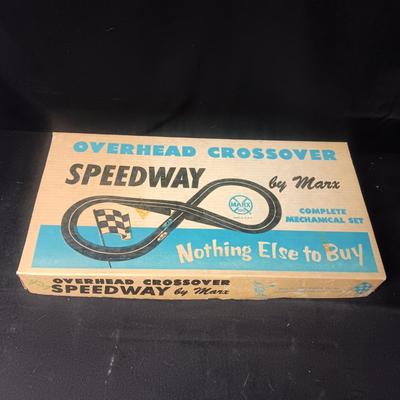 OVERHEAD CROSSOVER
SPEEDWAY by Marx
MARX
COMPLETE
MECHANICAL SET
Nothing Else to Buy
OVERHEAD CROSSOVER
SPEEDWAY by Marx